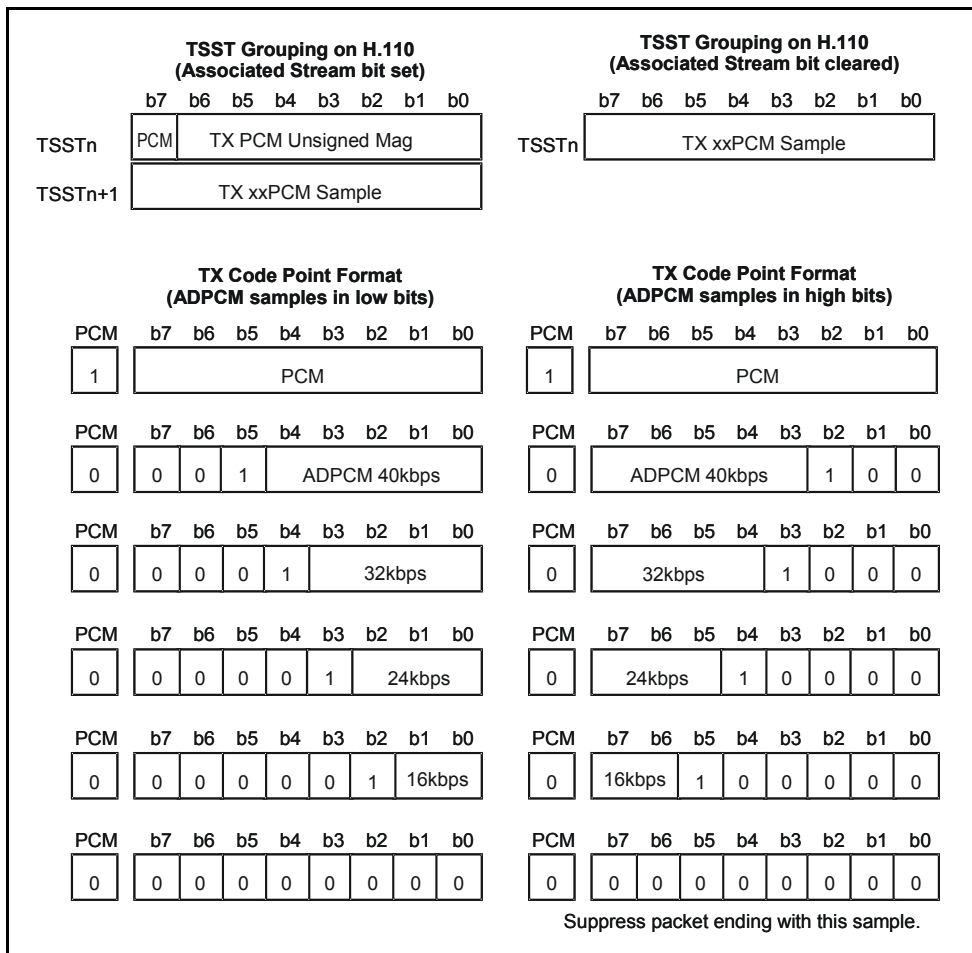 TSST Grouping on H.110
(Associated Stream bit set)
b7 b6 b5 b4 b3 b2 b1 b0
TSSTn PCM TX PCM Unsigned Mag
TSSTn+1 TX xxPCM Sample
TSST Grouping on H.110
(Associated Stream bit cleared)
b7 b6 b5 b4 b3 b2 b1 b0
TSSTn TX xxPCM Sample
TX Code Point Format
(ADPCM samples in low bits)
PCM b7 b6 b5 b4 b3 b2 b1 b0
1 PCM
PCM b7 b6 b5 b4 b3 b2 b1 b0
0 0 0 1 ADPCM 40kbps
PCM b7 b6 b5 b4 b3 b2 b1 b0
0 0 0 0 1 32kbps
PCM b7 b6 b5 b4 b3 b2 b1 b0
0 0 0 0 0 1 24kbps
PCM b7 b6 b5 b4 b3 b2 b1 b0
0 0 0 0 0 0 1 16kbps
PCM b7 b6 b5 b4 b3 b2 b1 b0
0 0 0 0 0 0 0 0 0
TX Code Point Format
(ADPCM samples in high bits)
PCM b7 b6 b5 b4 b3 b2 b1 b0
1 PCM
PCM b7 b6 b5 b4 b3 b2 b1 b0
0 ADPCM 40kbps 1 0 0
PCM b7 b6 b5 b4 b3 b2 b1 b0
0 32kbps 1 0 0 0
PCM b7 b6 b5 b4 b3 b2 b1 b0
0 24kbps 1 0 0 0 0
PCM b7 b6 b5 b4 b3 b2 b1 b0
0 16kbps 1 0 0 0 0 0
PCM b7 b6 b5 b4 b3 b2 b1 b0
0 0 0 0 0 0 0 0 0
Suppress packet ending with this sample.